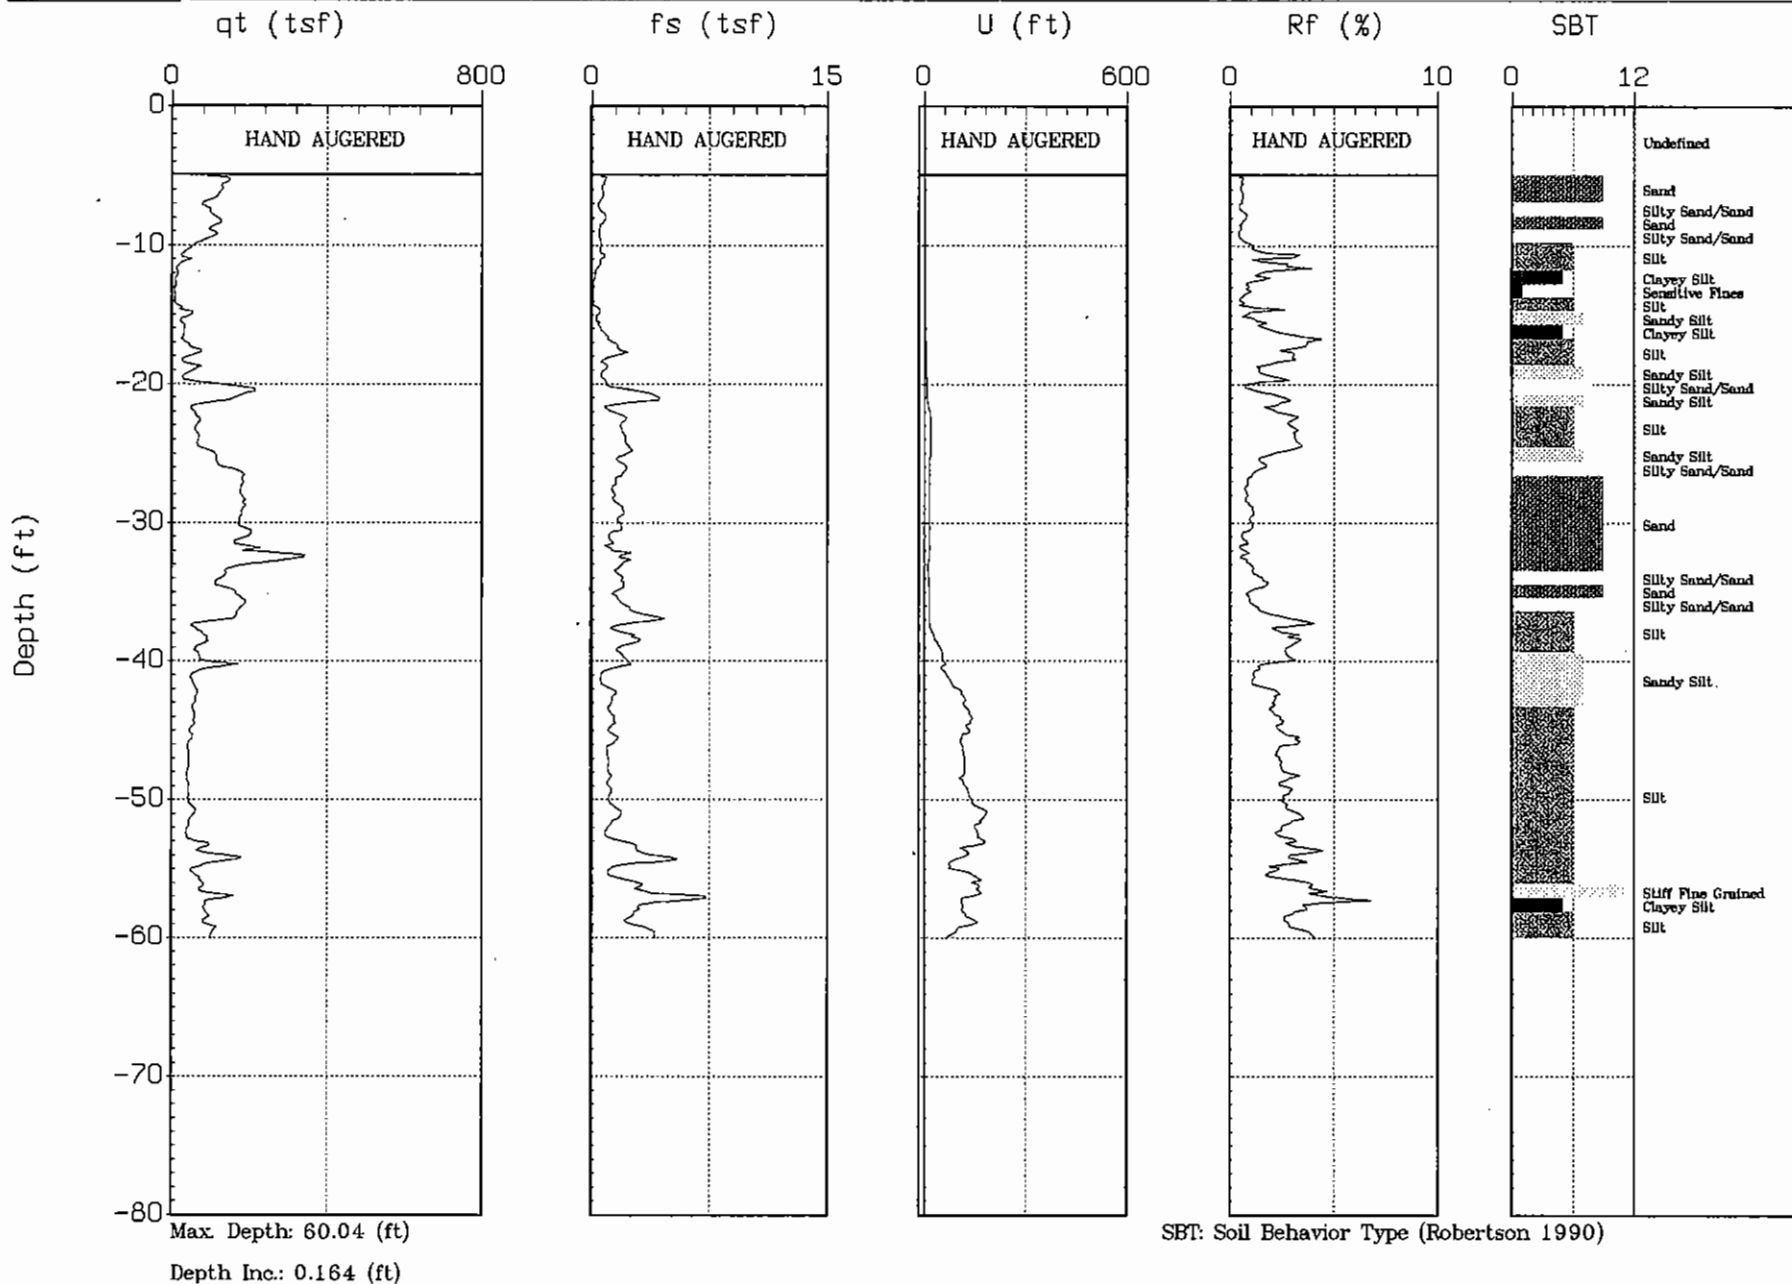 qt (tsf) fs (tsf) U (ft) Rf (%) SBT
0 800 0 15 0 600 0 10 0 12
0
HAND AUGERED HAND AUGERED HAND AUGERED HAND AUGERED
Undefined
Sand
Silty Sand/Sand
Sand
Silty Sand/Sand
-10
Silt
Clayey Silt
Sensitive Fines
Silt
Sandy Silt
Clayey Silt
Silt
Sandy Silt
-20
Silty Sand/Sand
Sandy Silt
Silt
Sandy Silt
Silty Sand/Sand
-30
Sand
Silty Sand/Sand
Sand
Silty Sand/Sand
Silt
-40
Sandy Silt
-50
Silt
Stiff Fine Grained
Clayey Silt
Silt
-60
-70
-80
Depth (ft)
Max. Depth: 60.04 (ft) SBT: Soil Behavior Type (Robertson 1990)
Depth Inc.: 0.164 (ft)